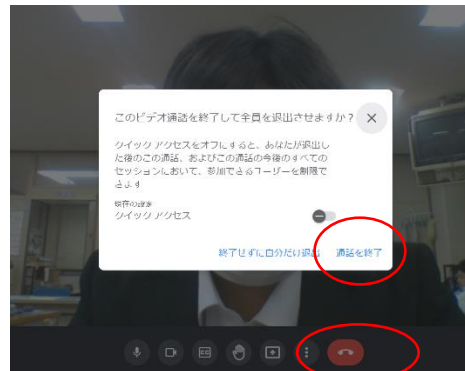 このビデオ通話を終了して全員を退出させますか?
クイック アクセスをオフにすると、あなたが退出し
た後のこの通話、およびこの通話の今後のすべての
セッションにおいて、参加できるユーザーを制限で
きます
現在の設定
クイック アクセス
終了せずに自分だけ退出 通話を終了
CC